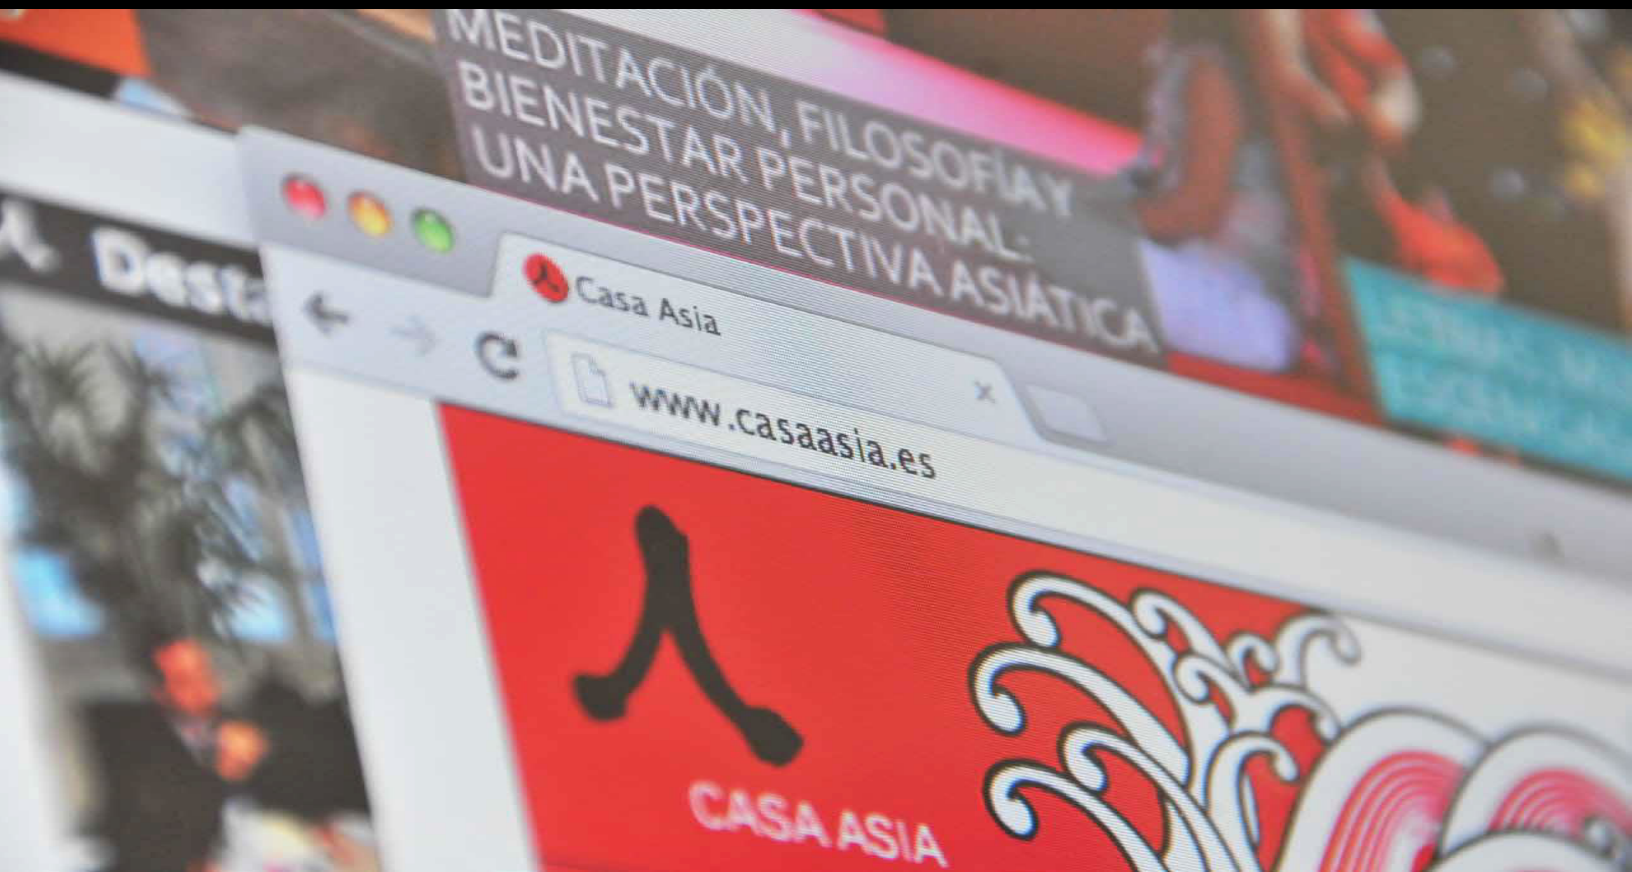 MEDITACIÓN, FILOSOFÍA Y
BIENESTAR PERSONAL:
UNA PERSPECTIVA ASIÁTICA
Casa Asia
www.casaasia.es
CASA ASIA